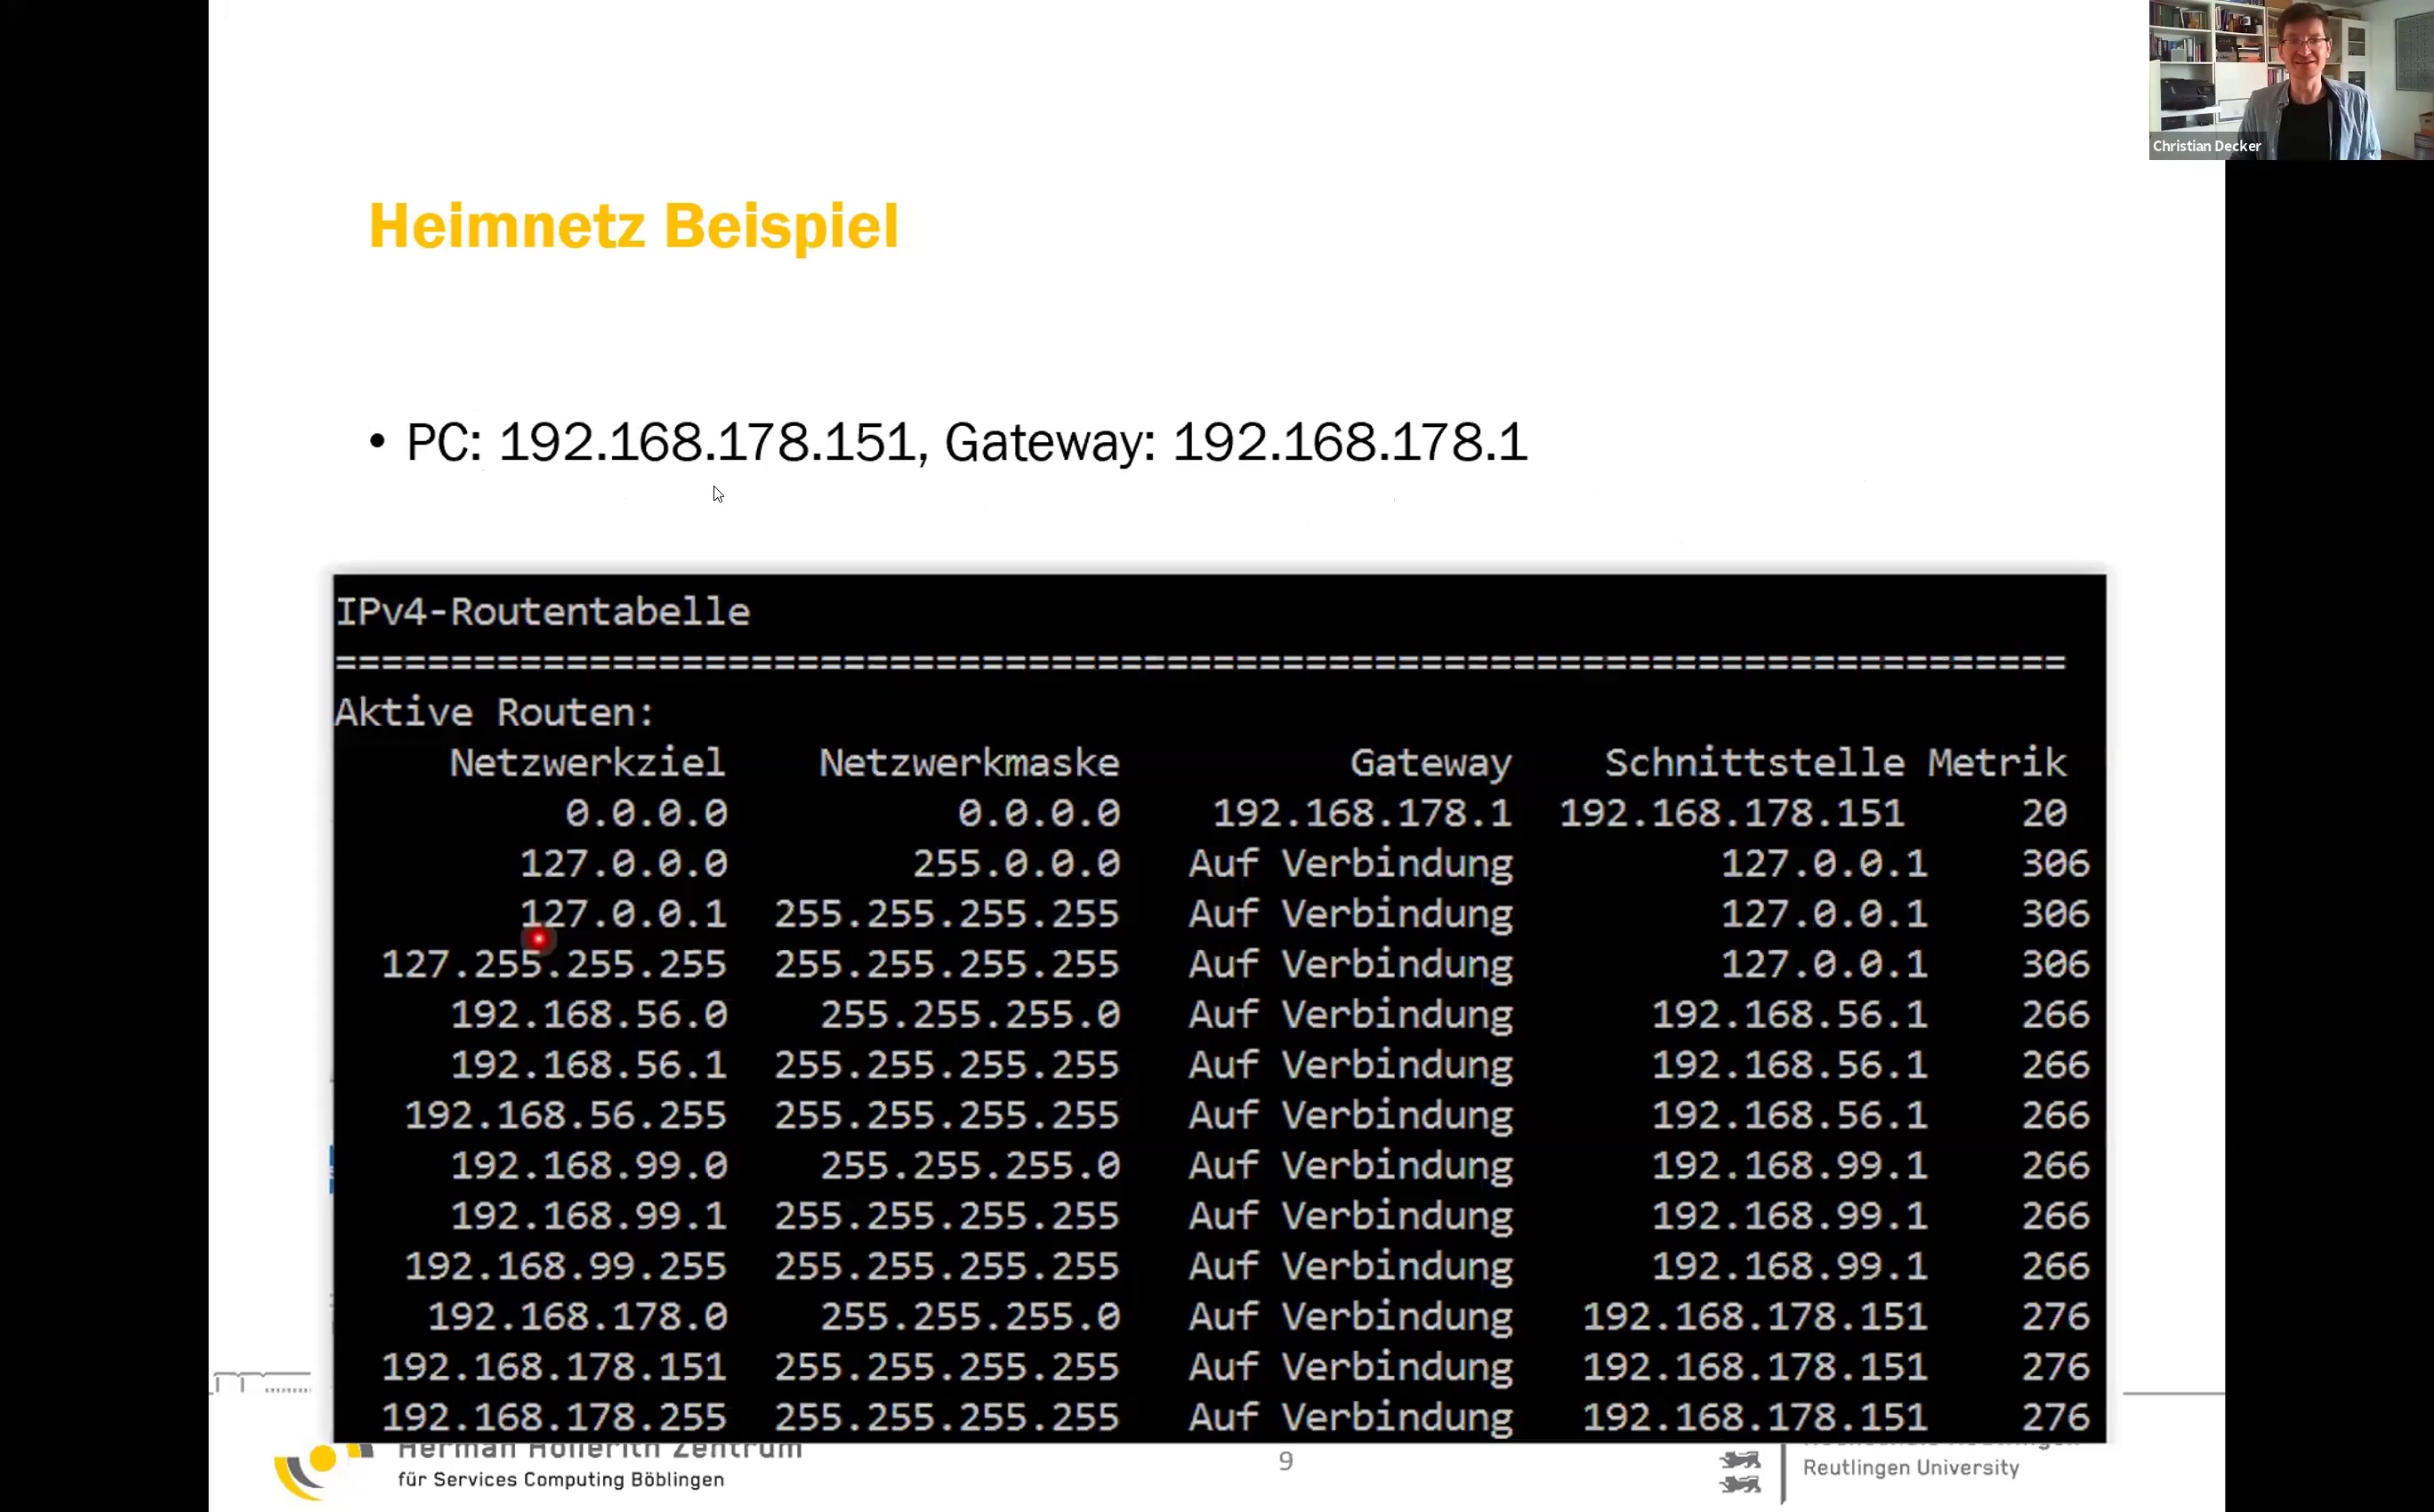 Christian Decker
Heimnetz Beispiel
• PC: 192.168.178.151, Gateway: 192.168.178.1
IPv4-Routentabelle
===========================================================================
Aktive Routen:
Netzwerkziel Netzwerkmaske Gateway Schnittstelle Metrik
0.0.0.0 0.0.0.0 192.168.178.1 192.168.178.151 20
127.0.0.0 255.0.0.0 Auf Verbindung 127.0.0.1 306
127.0.0.1 255.255.255.255 Auf Verbindung 127.0.0.1 306
127.255.255.255 255.255.255.255 Auf Verbindung 127.0.0.1 306
192.168.56.0 255.255.255.0 Auf Verbindung 192.168.56.1 266
192.168.56.1 255.255.255.255 Auf Verbindung 192.168.56.1 266
192.168.56.255 255.255.255.255 Auf Verbindung 192.168.56.1 266
192.168.99.0 255.255.255.0 Auf Verbindung 192.168.99.1 266
192.168.99.1 255.255.255.255 Auf Verbindung 192.168.99.1 266
192.168.99.255 255.255.255.255 Auf Verbindung 192.168.99.1 266
192.168.178.0 255.255.255.0 Auf Verbindung 192.168.178.151 276
192.168.178.151 255.255.255.255 Auf Verbindung 192.168.178.151 276
192.168.178.255 255.255.255.255 Auf Verbindung 192.168.178.151 276
Herman Hollerith Zentrum
für Services Computing Böblingen
9
Reutlingen University